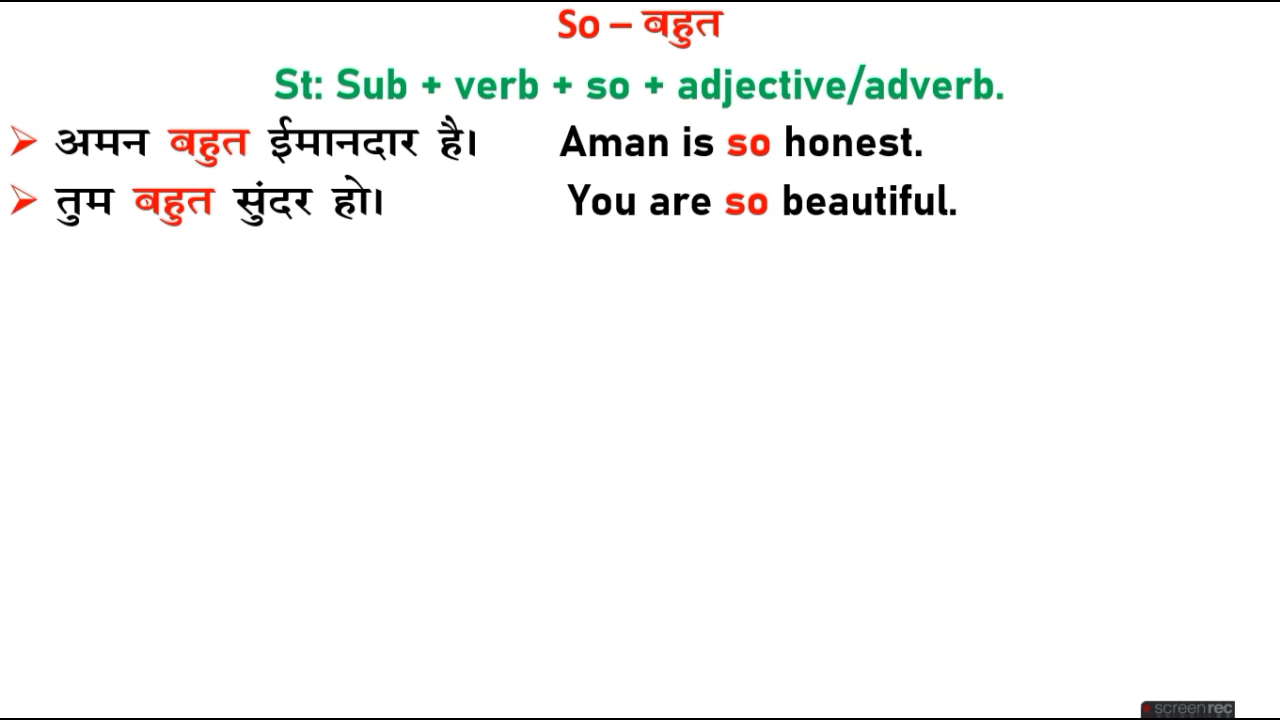 So – बहुत
St: Sub + verb + so + adjective/adverb.
➢ अमन बहुत ईमानदार है। Aman is so honest.
➢ तुम बहुत सुंदर हो। You are so beautiful.
screenrec